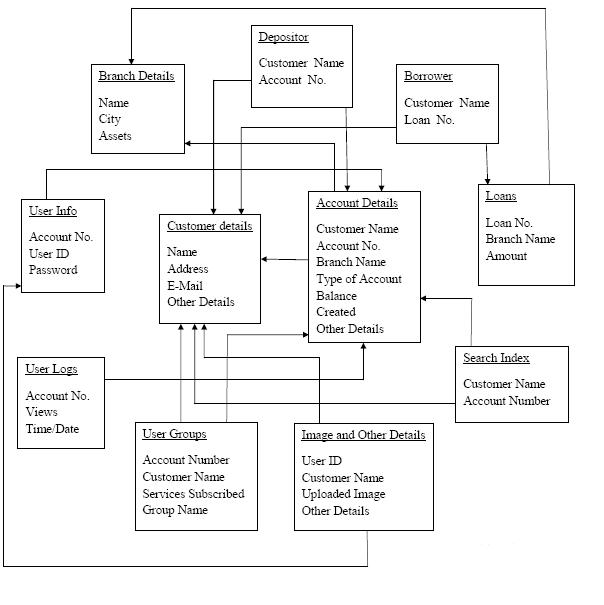 Depositor
Customer Name
Account No.
Branch Details
Name
City
Assets
Borrower
Customer Name
Loan No.
User Info
Account No.
User ID
Password
Customer details
Name
Address
E-Mail
Other Details
Account Details
Customer Name
Account No.
Branch Name
Type of Account
Balance
Created
Other Details
Loans
Loan No.
Branch Name
Amount
User Logs
Account No.
Views
Time/Date
Search Index
Customer Name
Account Number
User Groups
Account Number
Customer Name
Services Subscribed
Group Name
Image and Other Details
User ID
Customer Name
Uploaded Image
Other Details